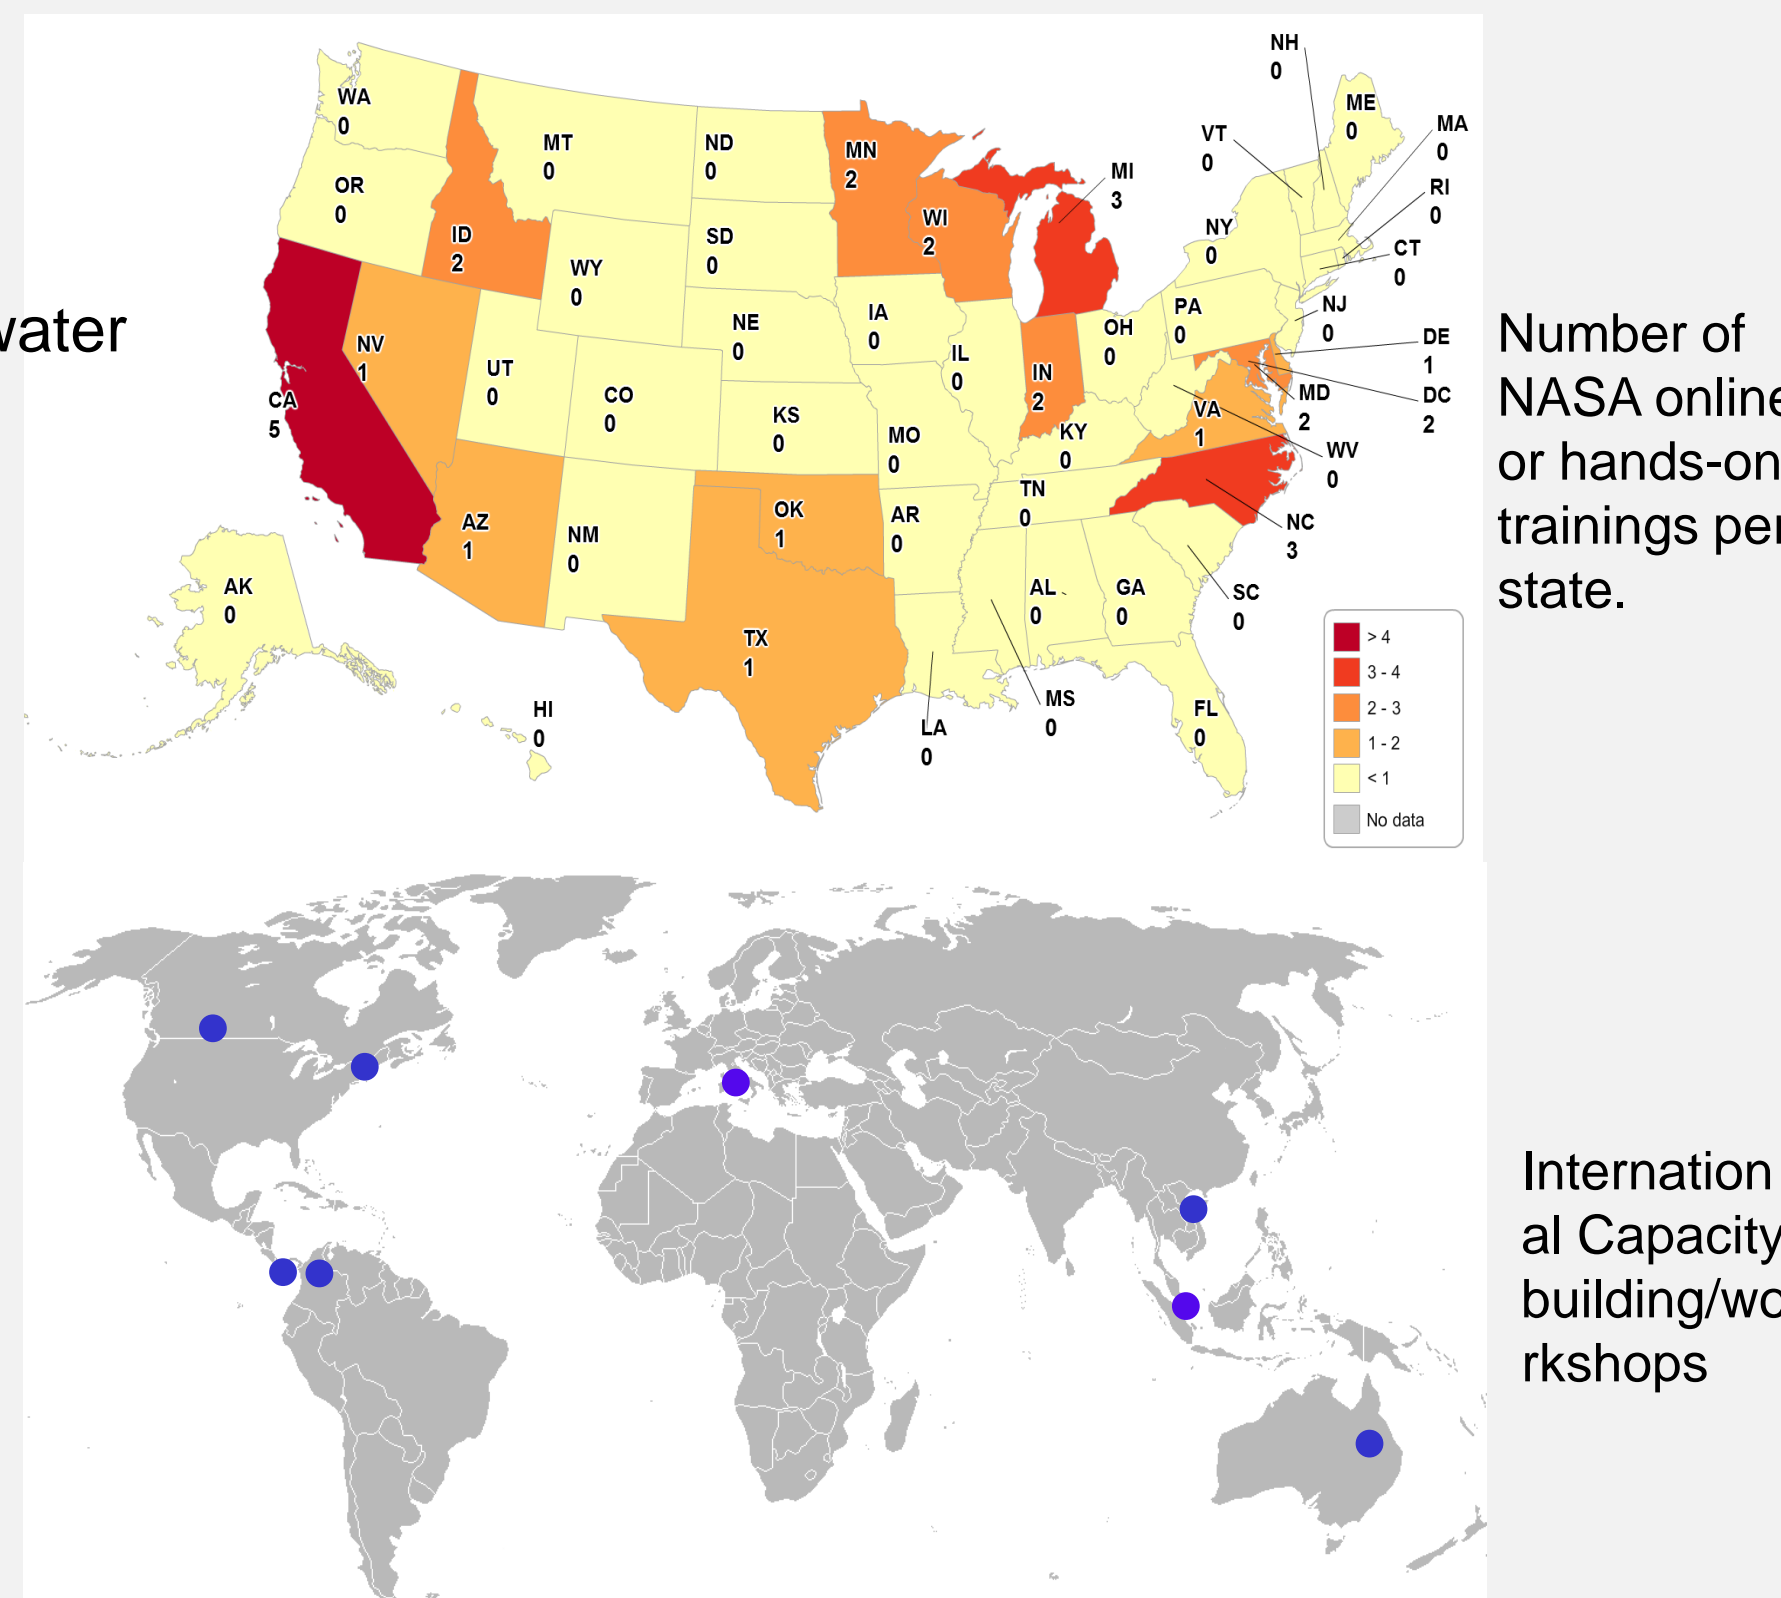 WA
0
OR
0
CA
5
NV
1
ID
2
MT
0
WY
0
UT
0
AZ
1
CO
0
NM
0
ND
0
SD
0
NE
0
KS
0
OK
1
TX
1
MN
2
IA
0
MO
0
AR
0
LA
0
WI
2
IL
0
MI
3
IN
2
OH
0
KY
0
TN
0
MS
0
AL
0
GA
0
FL
0
SC
0
NC
3
VA
1
WV
0
DC
2
MD
2
DE
1
PA
0
NJ
0
NY
0
CT
0
RI
0
MA
0
VT
0
NH
0
ME
0
AK
0
HI
0
> 4
3 - 4
2 - 3
1 - 2
< 1
No data
water
Number of
NASA online
or hands-on
trainings per
state.
Internation
al Capacity
building/wo
rkshops